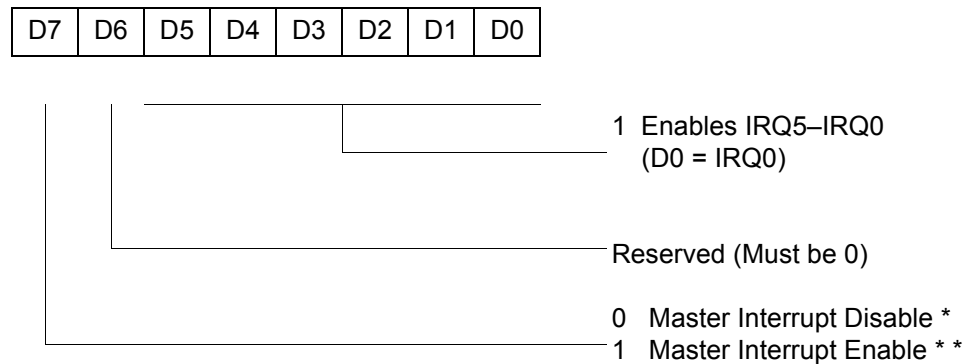 D7 D6 D5 D4 D3 D2 D1 D0
1 Enables IRQ5–IRQ0
(D0 = IRQ0)
Reserved (Must be 0)
0 Master Interrupt Disable *
1 Master Interrupt Enable * *